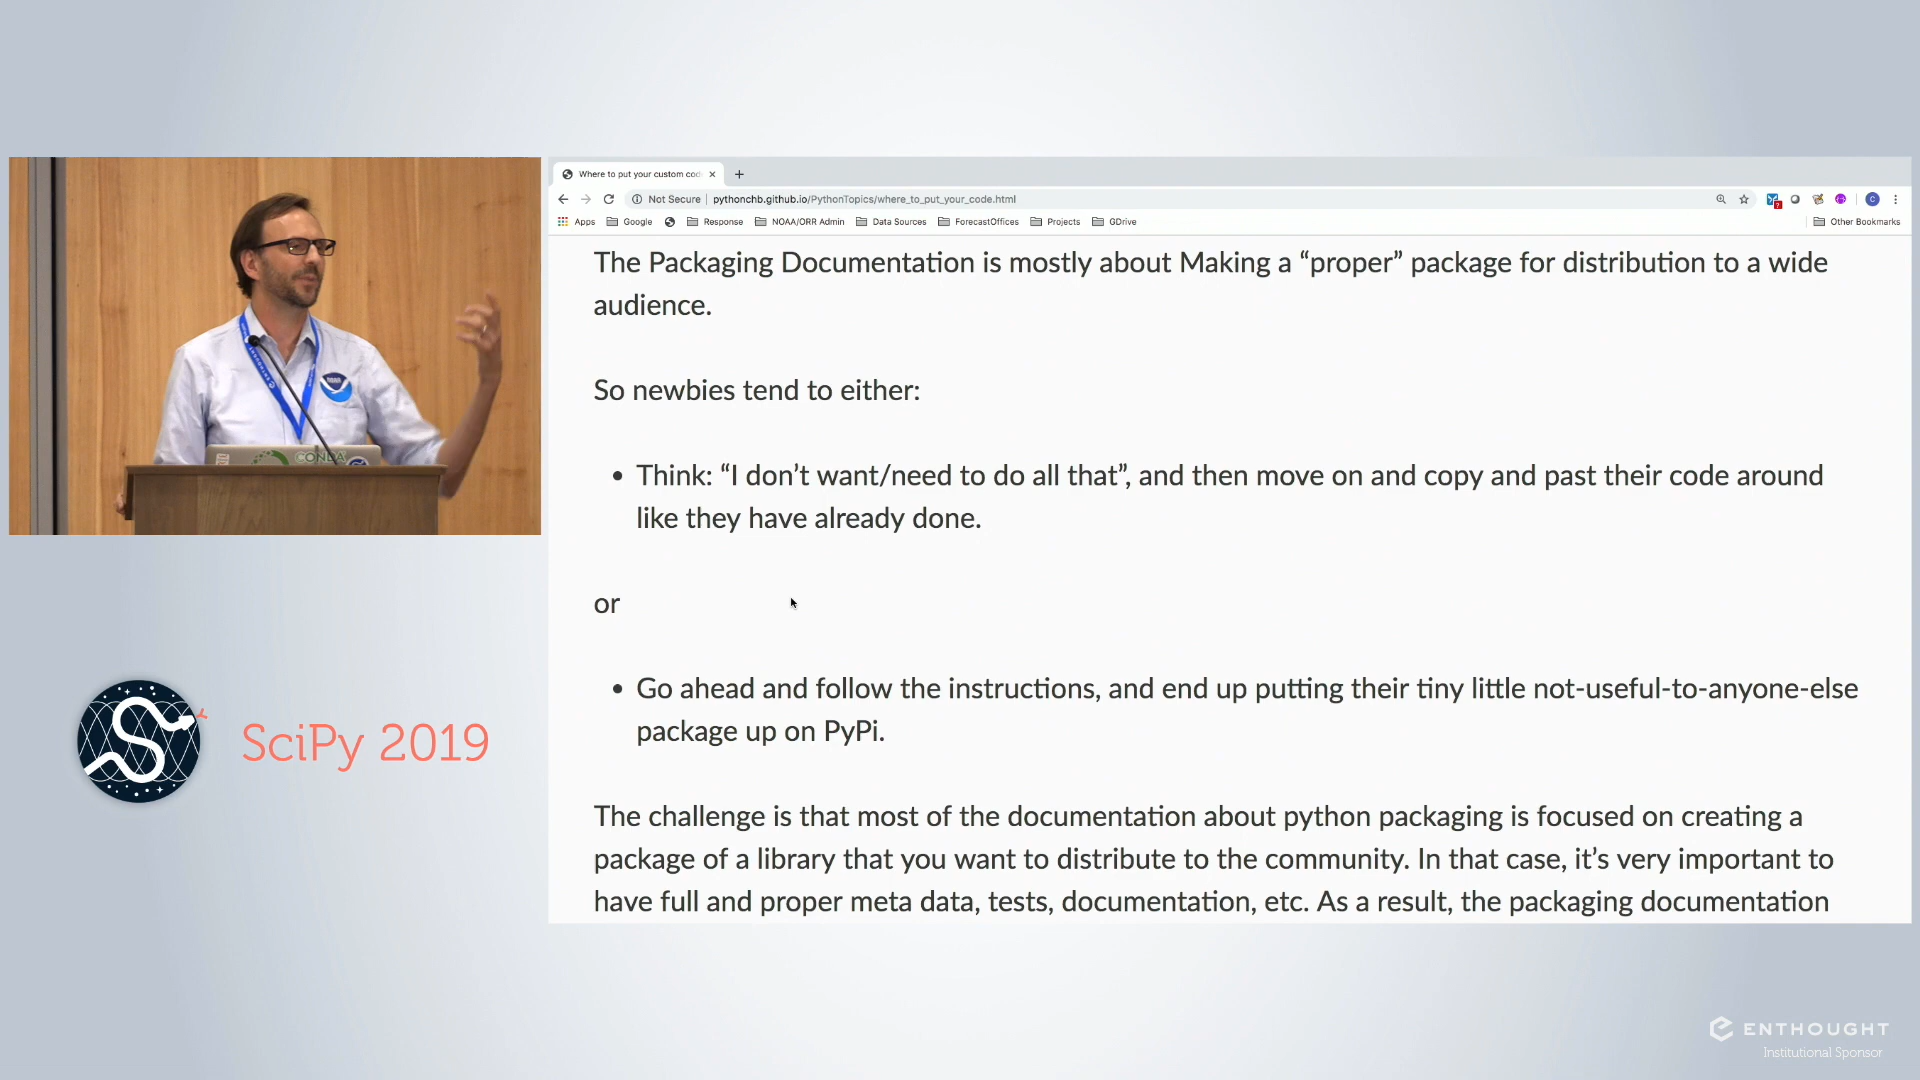 Where to put your custom cod
Not Secure | pythonchb.github.io/PythonTopics/where_to_put_your_code.html
Apps Google Response NOAA/ORR Admin Data Sources ForecastOffices Projects GDrive Other Bookmarks
The Packaging Documentation is mostly about Making a “proper” package for distribution to a wide
audience.
So newbies tend to either:
• Think: “I don’t want/need to do all that”, and then move on and copy and past their code around
like they have already done.
or
• Go ahead and follow the instructions, and end up putting their tiny little not-useful-to-anyone-else
package up on PyPi.
The challenge is that most of the documentation about python packaging is focused on creating a
package of a library that you want to distribute to the community. In that case, it’s very important to
have full and proper meta data, tests, documentation, etc. As a result, the packaging documentation
CONDA
SciPy 2019
ENTHOUGHT
Institutional Sponsor